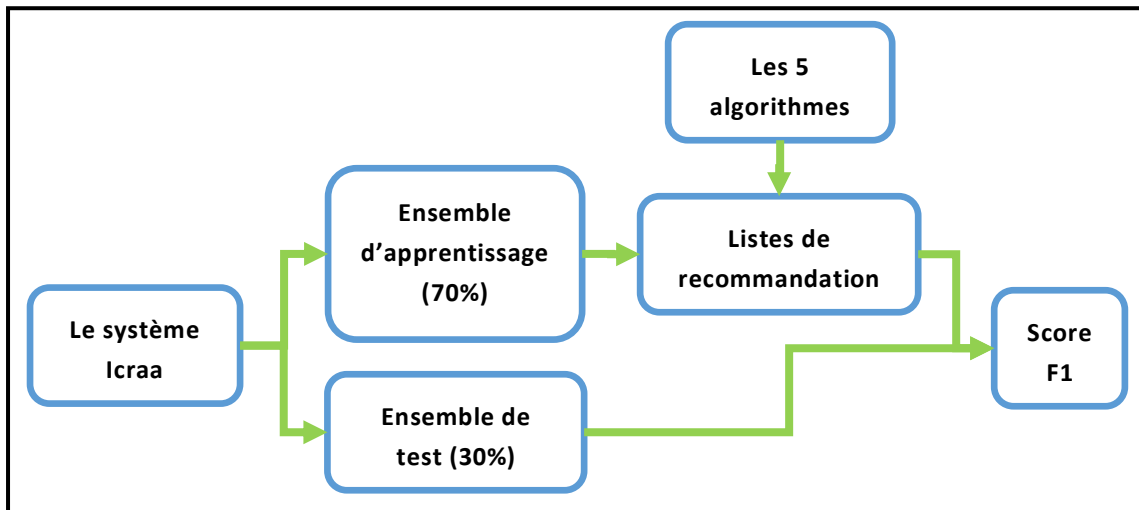 Les 5
algorithmes
Ensemble
d’apprentissage
(70%)
Listes de
recommandation
Le système
Icraa
Score
F1
Ensemble de
test (30%)